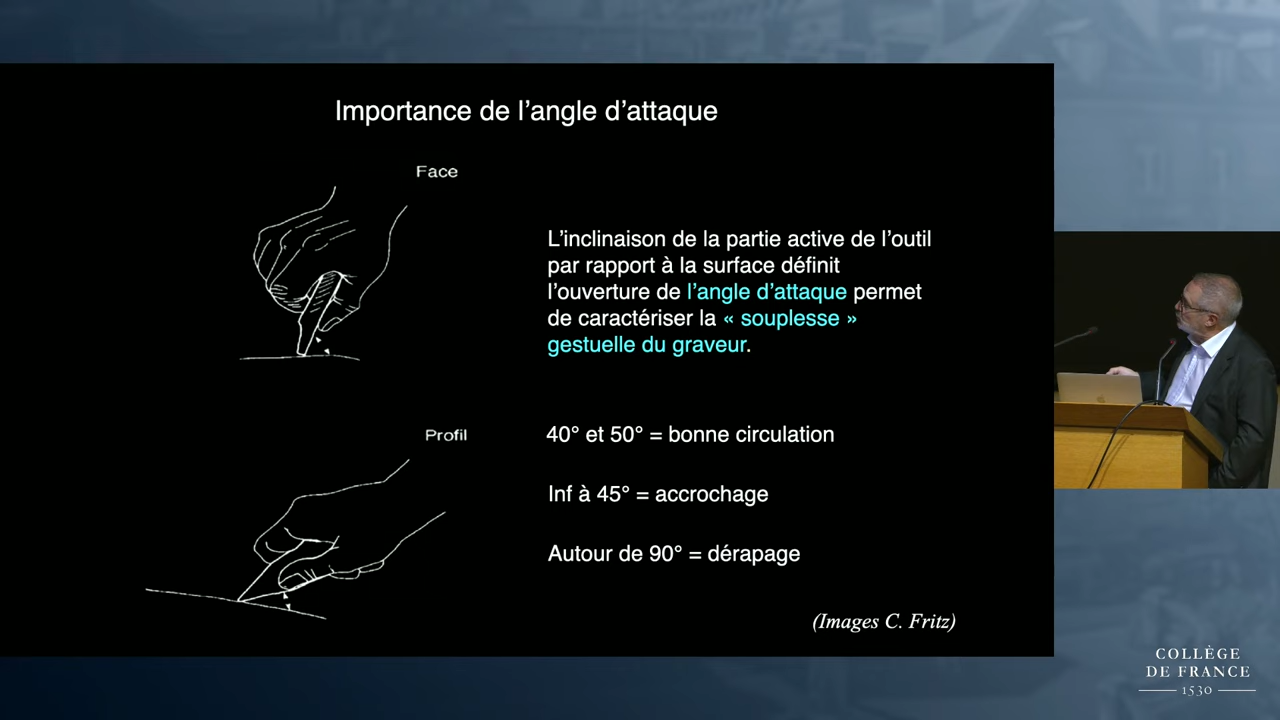 Importance de l'angle d'attaque
Face
L'inclinaison de la partie active de l'outil
par rapport à la surface définit
l'ouverture de l'angle d'attaque permet
de caractériser la « souplesse »
gestuelle du graveur.
Profil
40° et 50° = bonne circulation
Inf à 45° = accrochage
Autour de 90° = dérapage
(Images C. Fritz)
COLLÈGE
DE FRANCE
1530